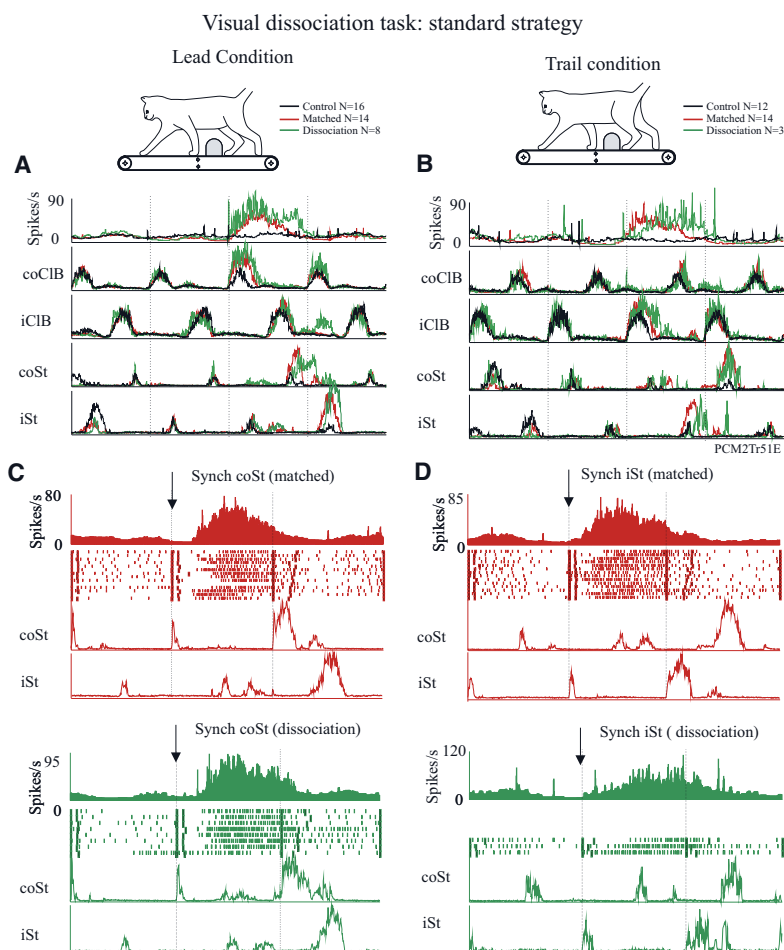 Visual dissociation task: standard strategy
Lead Condition
Control N=16
Matched N=14
Dissociation N=8
Trail condition
Control N=12
Matched N=14
Dissociation N=3
A
90
Spikes/s
0
coClB
iClB
coSt
iSt
B
90
Spikes/s
0
coClB
iClB
coSt
iSt
PCM2Tr51E
C
Synch coSt (matched)
80
Spikes/s
0
coSt
iSt
Synch coSt (dissociation)
95
Spikes/s
0
coSt
iSt
D
Synch iSt (matched)
85
Spikes/s
0
coSt
iSt
Synch iSt ( dissociation)
120
Spikes/s
0
coSt
iSt